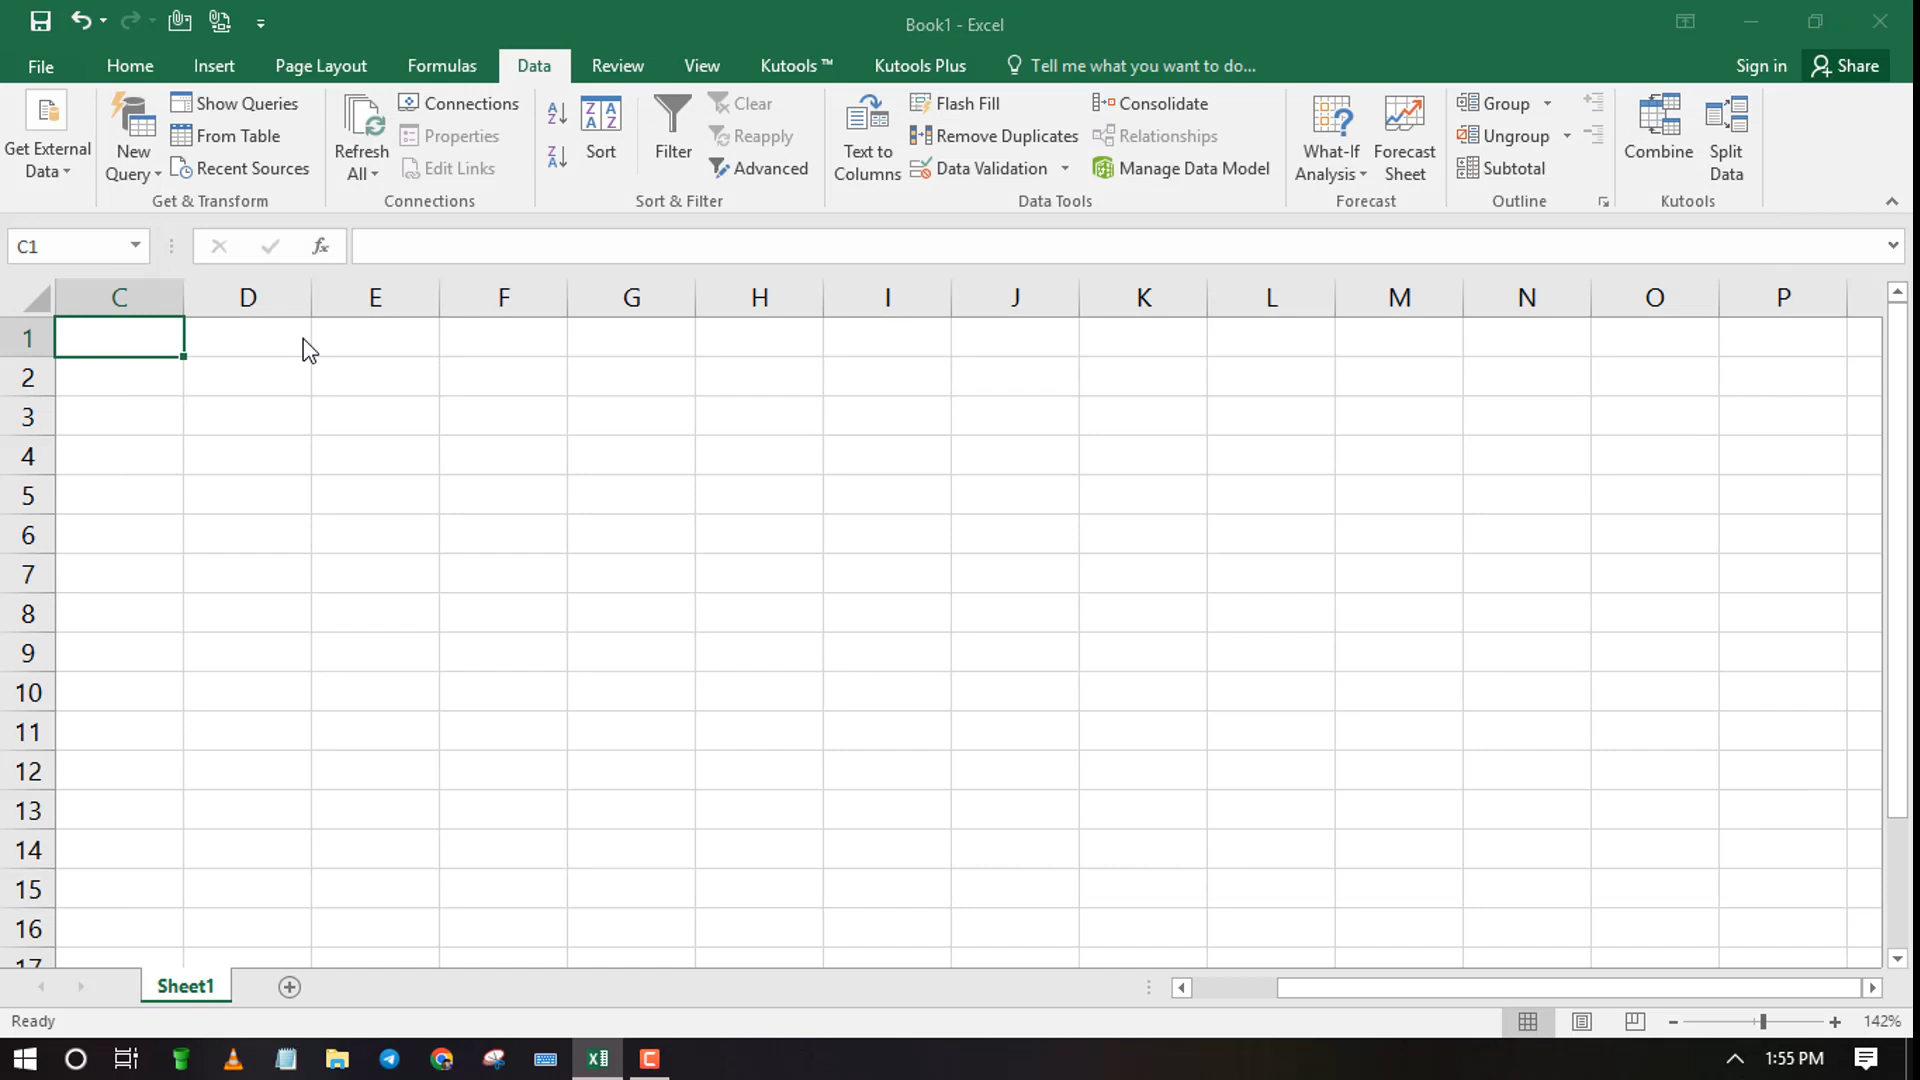 Book1 - Excel
File Home Insert Page Layout Formulas Data Review View Kutools ™ Kutools Plus Tell me what you want to do... Sign in Share
Get External Data
New Query
Show Queries
From Table
Recent Sources
Get & Transform
Refresh All
Connections
Properties
Edit Links
Connections
Sort
Filter
Clear
Reapply
Advanced
Sort & Filter
Text to Columns
Flash Fill
Remove Duplicates
Data Validation
Consolidate
Relationships
Manage Data Model
Data Tools
What-If Analysis
Forecast Sheet
Forecast
Group
Ungroup
Subtotal
Outline
Combine
Split Data
Kutools
C1 fx
C D E F G H I J K L M N O P
1
2
3
4
5
6
7
8
9
10
11
12
13
14
15
16
17
Sheet1
Ready 142%
1:55 PM